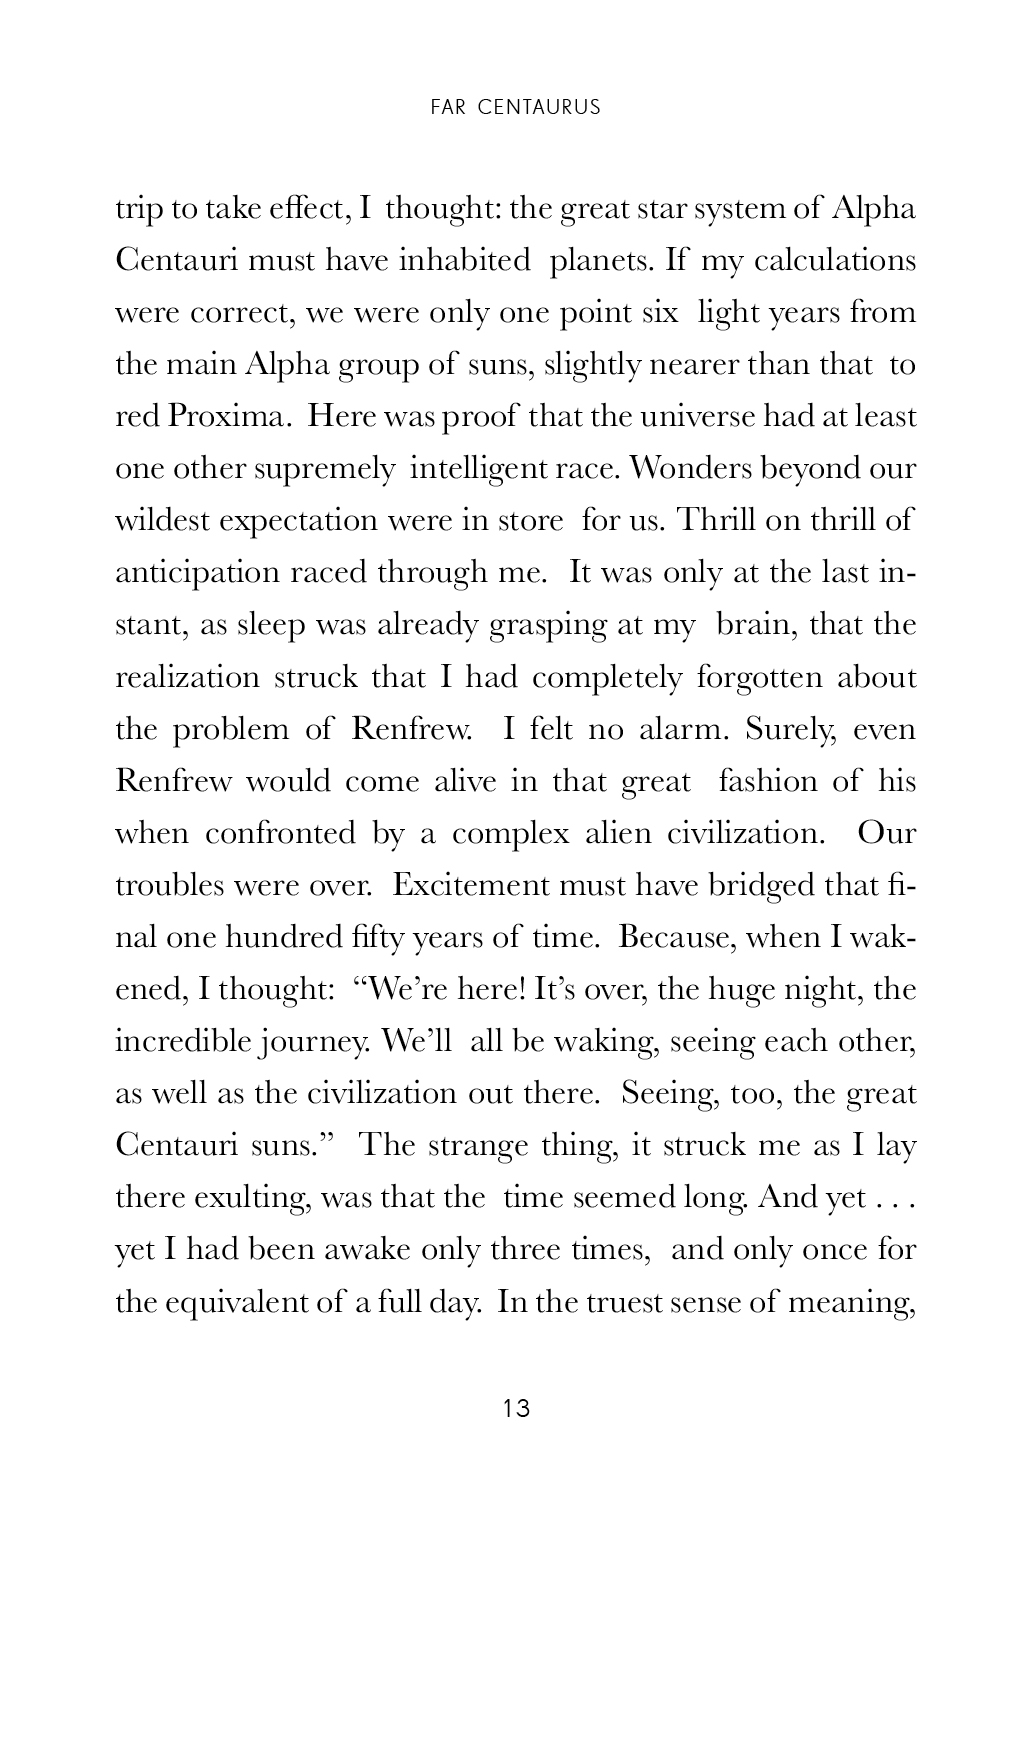 FAR CENTAURUS
trip to take effect, I thought: the great star system of Alpha
Centauri must have inhabited planets. If my calculations
were correct, we were only one point six light years from
the main Alpha group of suns, slightly nearer than that to
red Proxima. Here was proof that the universe had at least
one other supremely intelligent race. Wonders beyond our
wildest expectation were in store for us. Thrill on thrill of
anticipation raced through me. It was only at the last in-
stant, as sleep was already grasping at my brain, that the
realization struck that I had completely forgotten about
the problem of Renfrew. I felt no alarm. Surely, even
Renfrew would come alive in that great fashion of his
when confronted by a complex alien civilization. Our
troubles were over. Excitement must have bridged that fi-
nal one hundred fifty years of time. Because, when I wak-
ened, I thought: “We’re here! It’s over, the huge night, the
incredible journey. We’ll all be waking, seeing each other,
as well as the civilization out there. Seeing, too, the great
Centauri suns.” The strange thing, it struck me as I lay
there exulting, was that the time seemed long. And yet . . .
yet I had been awake only three times, and only once for
the equivalent of a full day. In the truest sense of meaning,
13